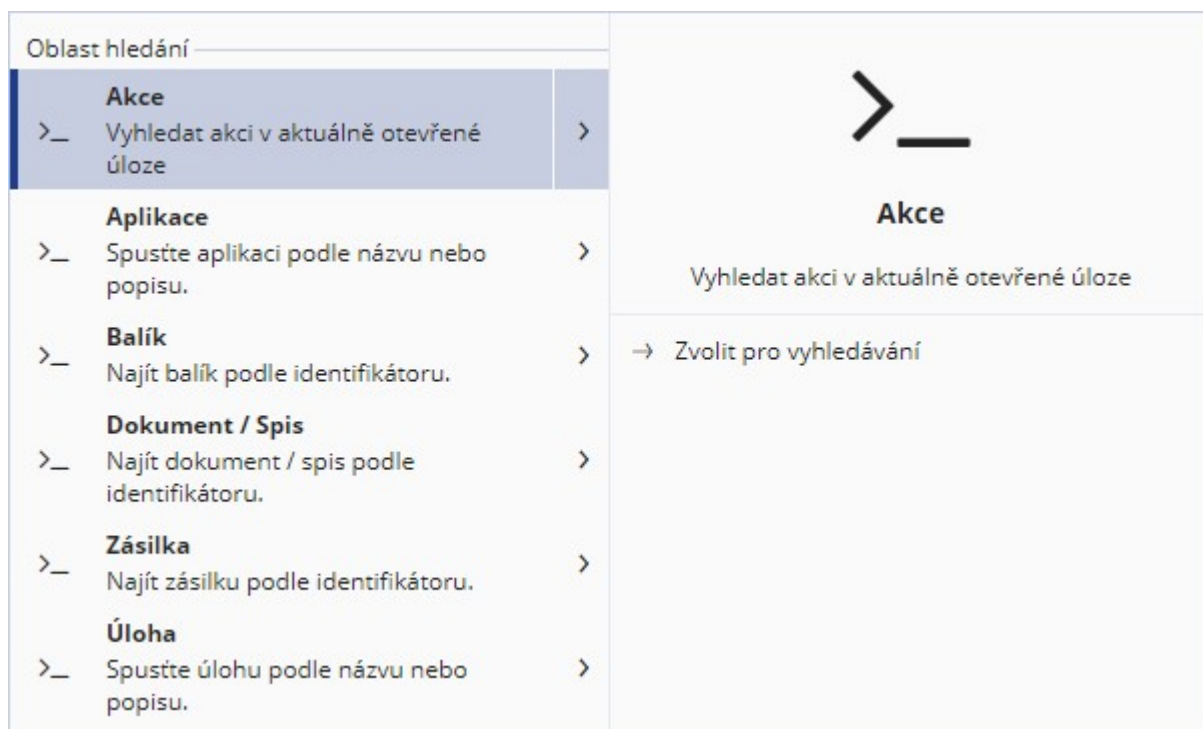 Oblast hledání
Akce
Vyhledat akci v aktuálně otevřené
úloze
Aplikace
Spusťte aplikaci podle názvu nebo
popisu.
Balík
Najít balík podle identifikátoru.
Dokument / Spis
Najít dokument / spis podle
identifikátoru.
Zásilka
Najít zásilku podle identifikátoru.
Úloha
Spusťte úlohu podle názvu nebo
popisu.
Akce
Vyhledat akci v aktuálně otevřené úloze
→ Zvolit pro vyhledávání